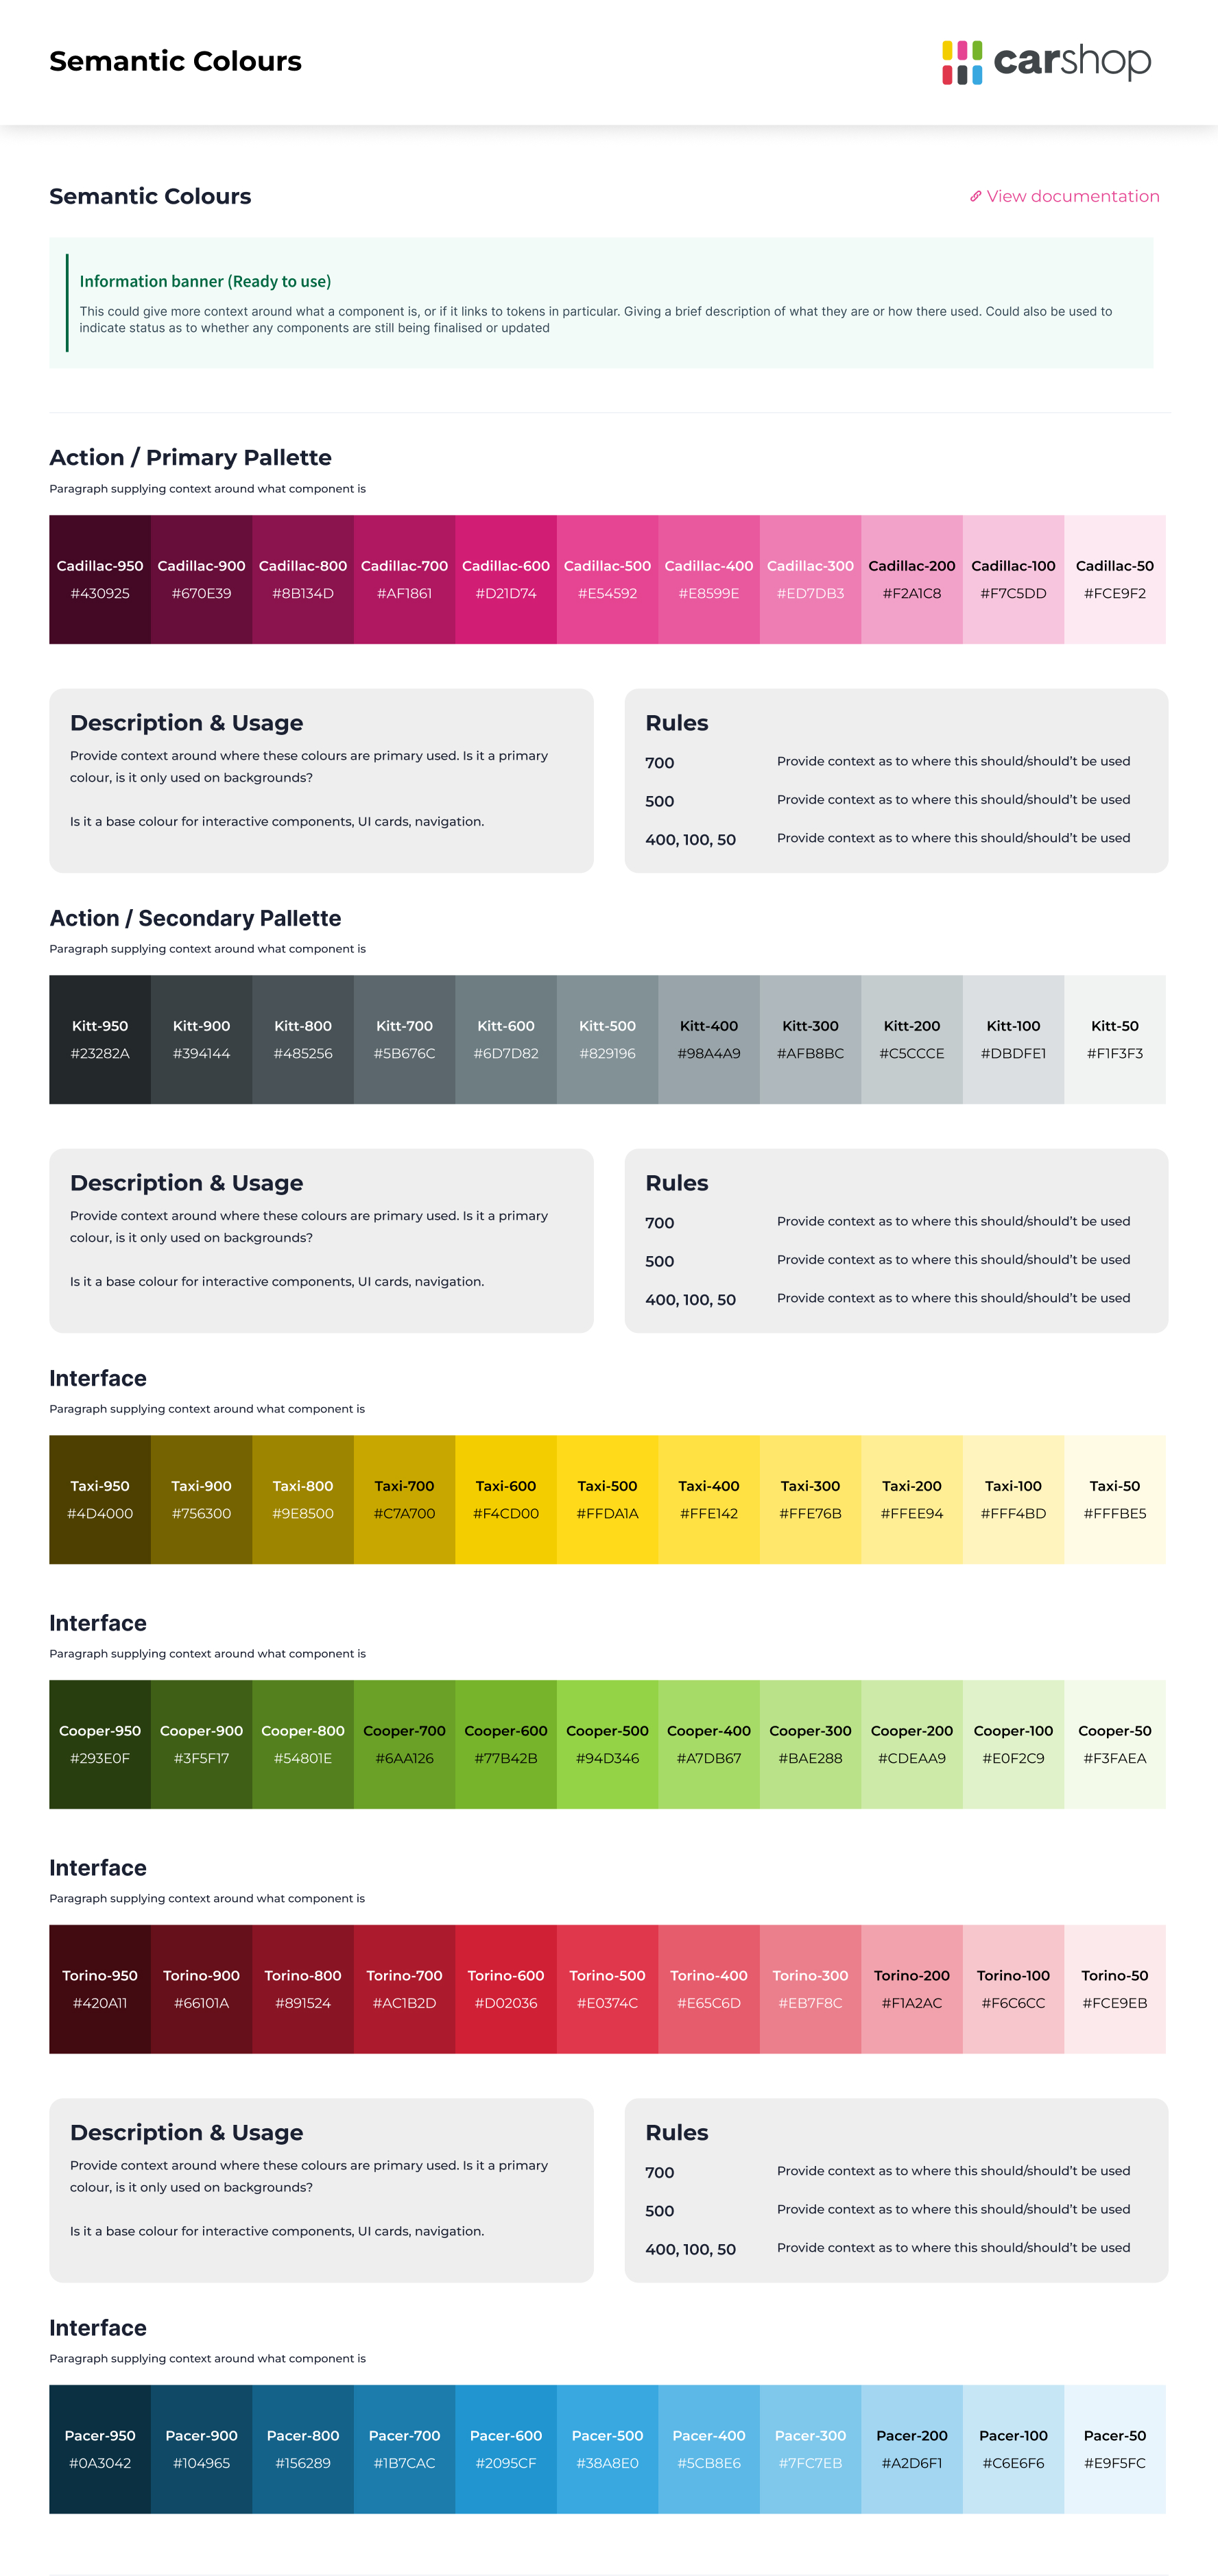 Semantic Colours
carshop
Semantic Colours
View documentation
Information banner (Ready to use)
This could give more context around what a component is, or if it links to tokens in particular. Giving a brief description of what they are or how there used. Could also be used to
indicate status as to whether any components are still being finalised or updated
Action / Primary Pallette
Paragraph supplying context around what component is
Cadillac-950 Cadillac-900 Cadillac-800 Cadillac-700 Cadillac-600 Cadillac-500 Cadillac-400 Cadillac-300 Cadillac-200 Cadillac-100 Cadillac-50
#430925 #670E39 #8B134D #AF1861 #D21D74 #E54592 #E8599E #ED7DB3 #F2A1C8 #F7C5DD #FCE9F2
Description & Usage
Provide context around where these colours are primary used. Is it a primary
colour, is it only used on backgrounds?
Is it a base colour for interactive components, UI cards, navigation.
Rules
700 Provide context as to where this should/should't be used
500 Provide context as to where this should/should't be used
400, 100, 50 Provide context as to where this should/should't be used
Action / Secondary Pallette
Paragraph supplying context around what component is
Kitt-950 Kitt-900 Kitt-800 Kitt-700 Kitt-600 Kitt-500 Kitt-400 Kitt-300 Kitt-200 Kitt-100 Kitt-50
#23282A #394144 #485256 #5B676C #6D7D82 #829196 #98A4A9 #AFB8BC #C5CCCE #DBDFE1 #F1F3F3
Description & Usage
Provide context around where these colours are primary used. Is it a primary
colour, is it only used on backgrounds?
Is it a base colour for interactive components, UI cards, navigation.
Rules
700 Provide context as to where this should/should't be used
500 Provide context as to where this should/should't be used
400, 100, 50 Provide context as to where this should/should't be used
Interface
Paragraph supplying context around what component is
Taxi-950 Taxi-900 Taxi-800 Taxi-700 Taxi-600 Taxi-500 Taxi-400 Taxi-300 Taxi-200 Taxi-100 Taxi-50
#4D4000 #756300 #9E8500 #C7A700 #F4CD00 #FFDA1A #FFE142 #FFE76B #FFEE94 #FFF4BD #FFFBE5
Interface
Paragraph supplying context around what component is
Cooper-950 Cooper-900 Cooper-800 Cooper-700 Cooper-600 Cooper-500 Cooper-400 Cooper-300 Cooper-200 Cooper-100 Cooper-50
#293E0F #3F5F17 #54801E #6AA126 #77B42B #94D346 #A7DB67 #BAE288 #CDEAA9 #E0F2C9 #F3FAEA
Interface
Paragraph supplying context around what component is
Torino-950 Torino-900 Torino-800 Torino-700 Torino-600 Torino-500 Torino-400 Torino-300 Torino-200 Torino-100 Torino-50
#420A11 #66101A #891524 #AC1B2D #D02036 #E0374C #E65C6D #EB7F8C #F1A2AC #F6C6CC #FCE9EB
Description & Usage
Provide context around where these colours are primary used. Is it a primary
colour, is it only used on backgrounds?
Is it a base colour for interactive components, UI cards, navigation.
Rules
700 Provide context as to where this should/should't be used
500 Provide context as to where this should/should't be used
400, 100, 50 Provide context as to where this should/should't be used
Interface
Paragraph supplying context around what component is
Pacer-950 Pacer-900 Pacer-800 Pacer-700 Pacer-600 Pacer-500 Pacer-400 Pacer-300 Pacer-200 Pacer-100 Pacer-50
#0A3042 #104965 #156289 #1B7CAC #2095CF #38A8E0 #5CB8E6 #7FC7EB #A2D6F1 #C6E6F6 #E9F5FC